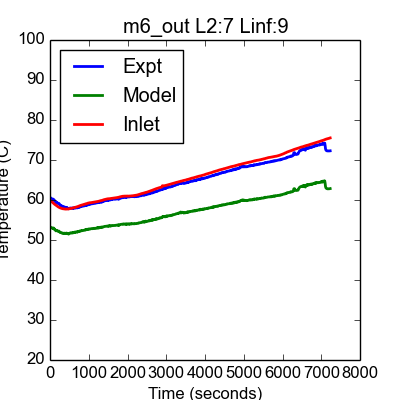 m6_out L2:7 Linf:9
100
90
80
70
60
50
40
30
20
Expt
Model
Inlet
Temperature (C)
0 1000 2000 3000 4000 5000 6000 7000 8000
Time (seconds)